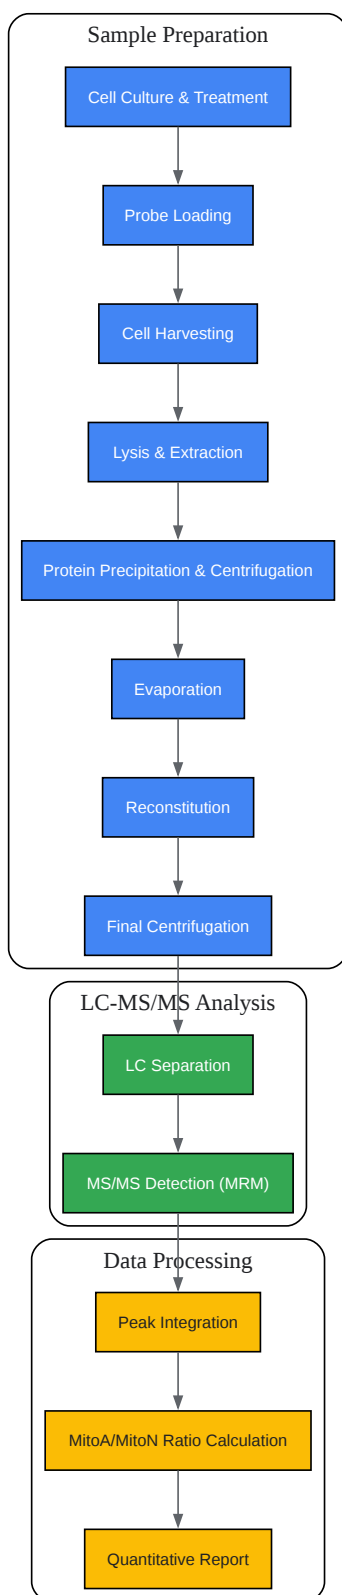 Sample Preparation
Cell Culture & Treatment
Probe Loading
Cell Harvesting
Lysis & Extraction
Protein Precipitation & Centrifugation
Evaporation
Reconstitution
Final Centrifugation
LC-MS/MS Analysis
LC Separation
MS/MS Detection (MRM)
Data Processing
Peak Integration
MitoA/MitoN Ratio Calculation
Quantitative Report